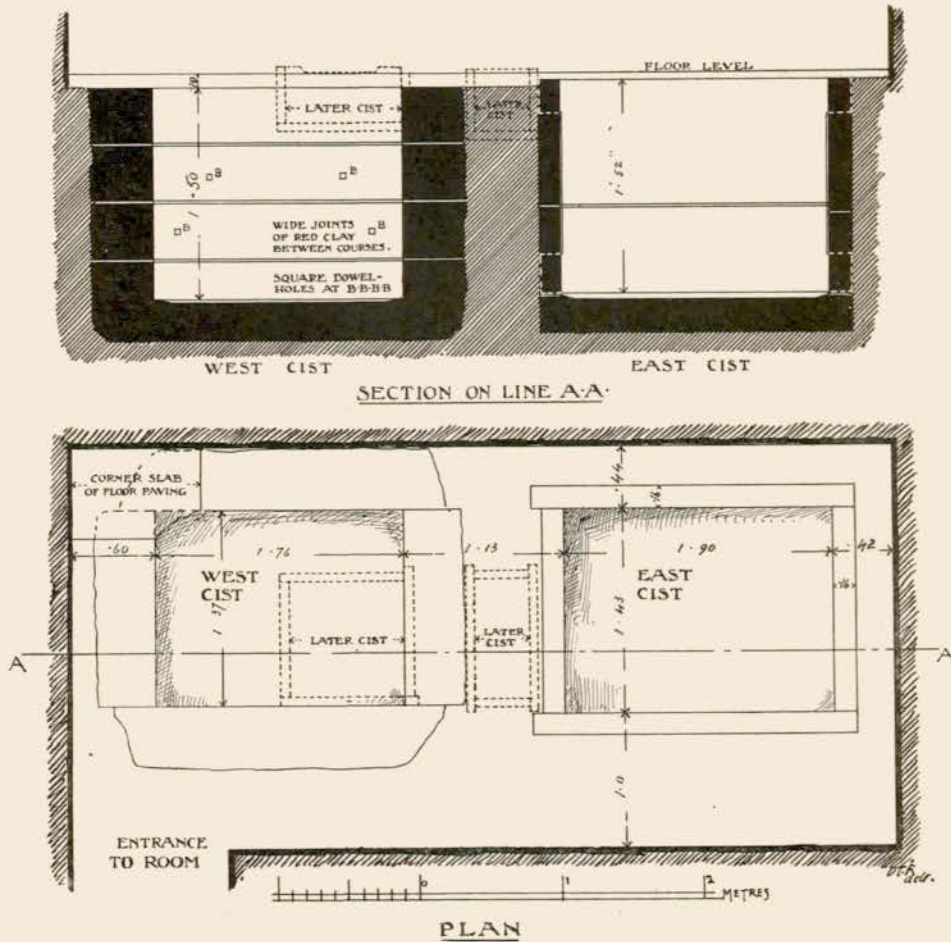 FLOOR LEVEL
LATER CIST
LATER
CIST
1·50
1·52
B
B
B
B
WIDE JOINTS
OF RED CLAY
BETWEEN COURSES.
SQUARE DOWEL-
HOLES AT B·B·B·B
WEST CIST
EAST CIST
SECTION ON LINE A·A·
CORNER SLAB
OF FLOOR PAVING
·44
·16
·60
1·76
1·13
1·90
·42
WEST
CIST
EAST
CIST
·16
1·37
1·43
LATER CIST
LATER
CIST
A
A
1·0
ENTRANCE
TO ROOM
0
1
2
METRES
PLAN